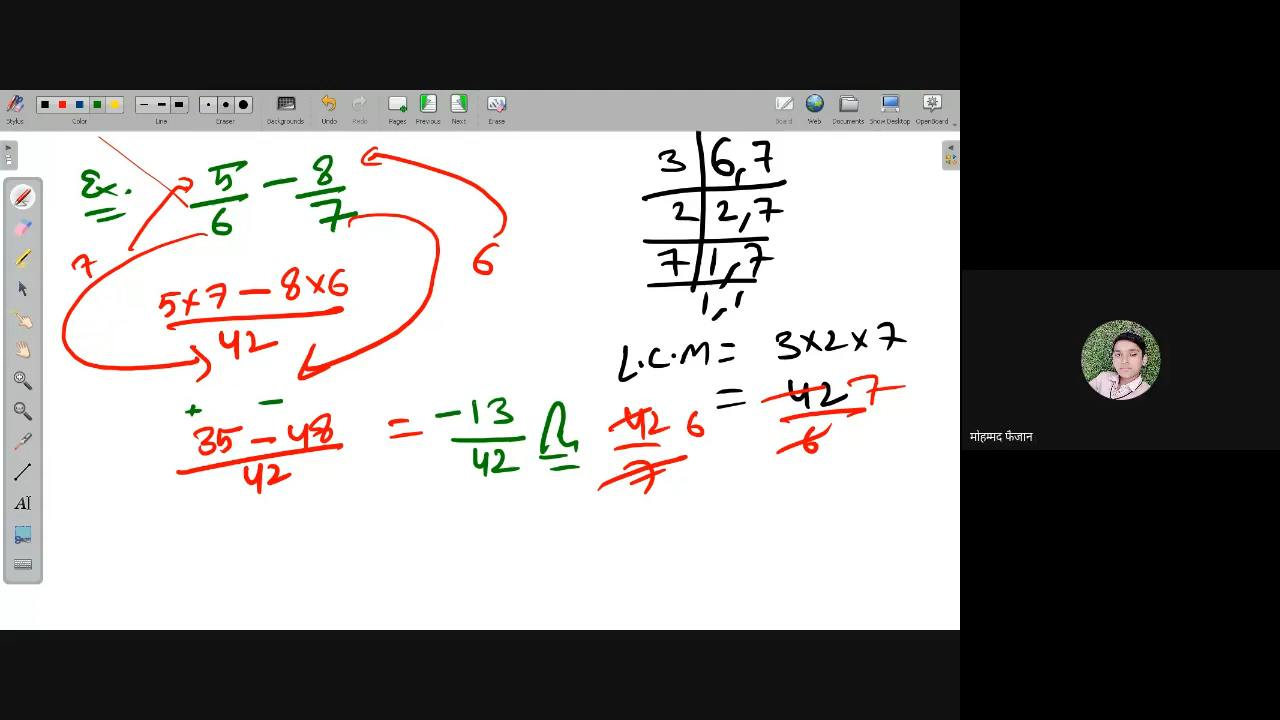 Stylus Color Line Eraser Backgrounds Undo Redo Pages Previous Next Erase Board Web Documents Show Desktop OpenBoard
Ex. 5/6 - 8/7
7
6
5×7-8×6/42
+ -
35-48/42 = -13/42
3 | 6,7
2 | 2,7
7 | 1,7
1,1
L.C.M = 3×2×7
= 42/6 7
42/7 6
मोहम्मद फैजान